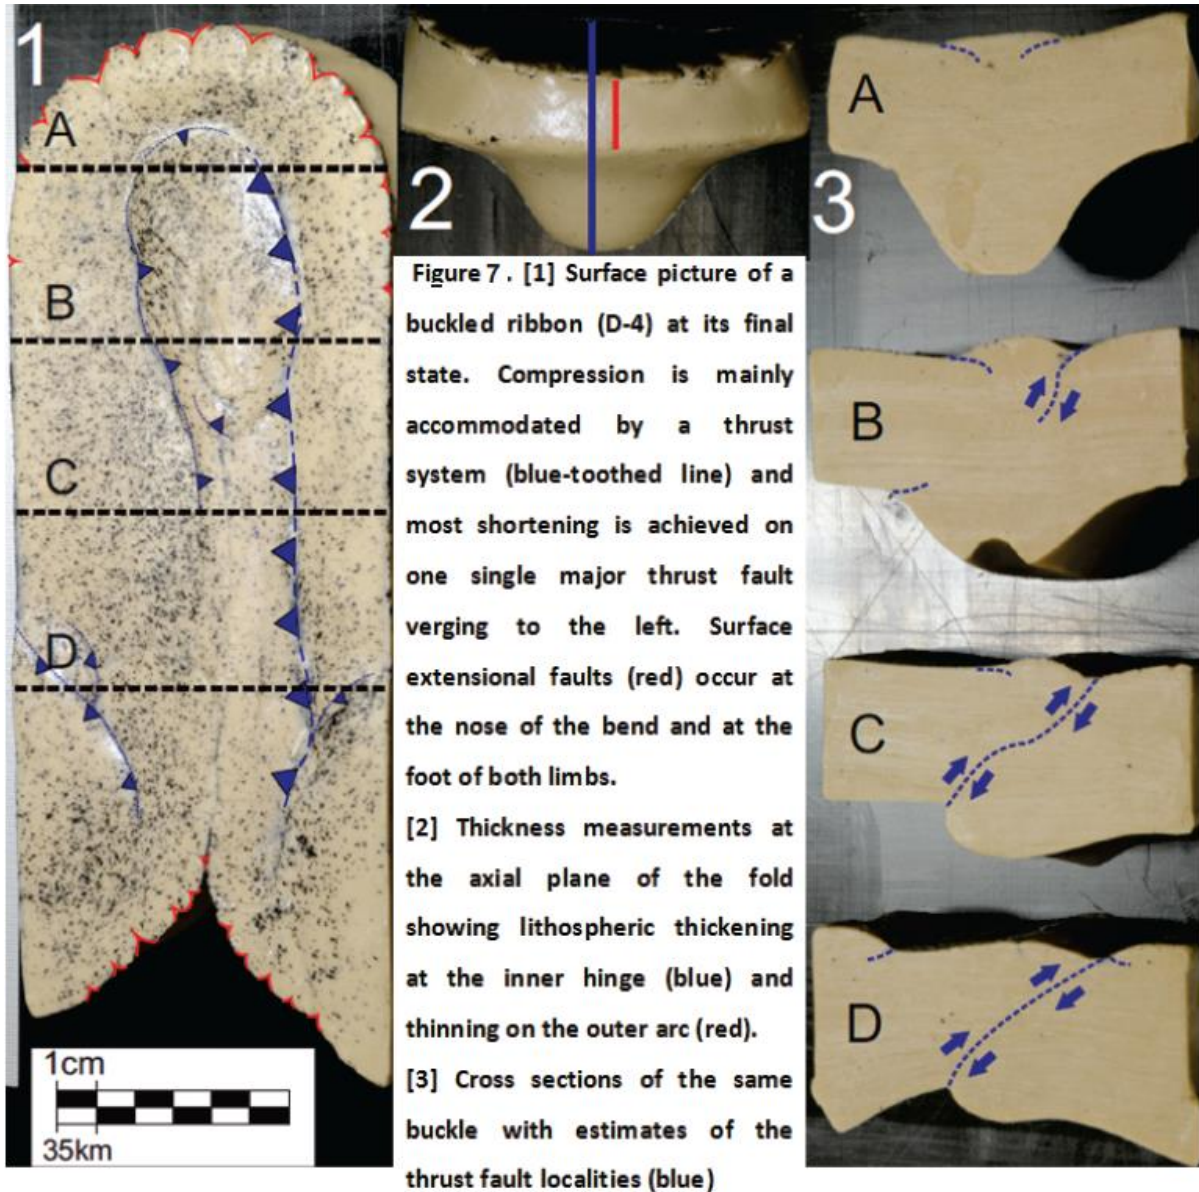 1
A
B
C
D
1cm
35km
2
Figure 7 . [1] Surface picture of a
buckled ribbon (D-4) at its final
state. Compression is mainly
accommodated by a thrust
system (blue-toothed line) and
most shortening is achieved on
one single major thrust fault
verging to the left. Surface
extensional faults (red) occur at
the nose of the bend and at the
foot of both limbs.
[2] Thickness measurements at
the axial plane of the fold
showing lithospheric thickening
at the inner hinge (blue) and
thinning on the outer arc (red).
[3] Cross sections of the same
buckle with estimates of the
thrust fault localities (blue)
3
A
B
C
D